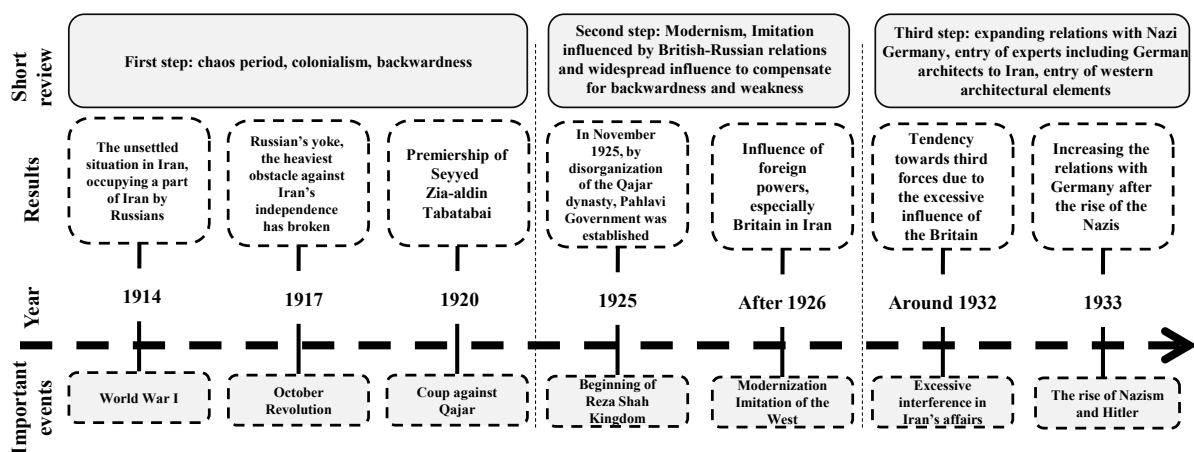 Short
review
First step: chaos period, colonialism, backwardness
Second step: Modernism, Imitation
influenced by British-Russian relations
and widespread influence to compensate
for backwardness and weakness
Third step: expanding relations with Nazi
Germany, entry of experts including German
architects to Iran, entry of western
architectural elements
Results
The unsettled
situation in Iran,
occupying a part
of Iran by
Russians
Russian's yoke,
the heaviest
obstacle against
Iran's
independence
has broken
Premiership of
Seyyed
Zia-aldin
Tabatabai
In November
1925, by
disorganization
of the Qajar
dynasty, Pahlavi
Government was
established
Influence of
foreign
powers,
especially
Britain in Iran
Tendency
towards third
forces due to
the excessive
influence of
the Britain
Increasing the
relations with
Germany after
the rise of the
Nazis
Year
1914
1917
1920
1925
After 1926
Around 1932
1933
Important
events
World War I
October
Revolution
Coup against
Qajar
Beginning of
Reza Shah
Kingdom
Modernization
Imitation of the
West
Excessive
interference in
Iran's affairs
The rise of Nazism
and Hitler